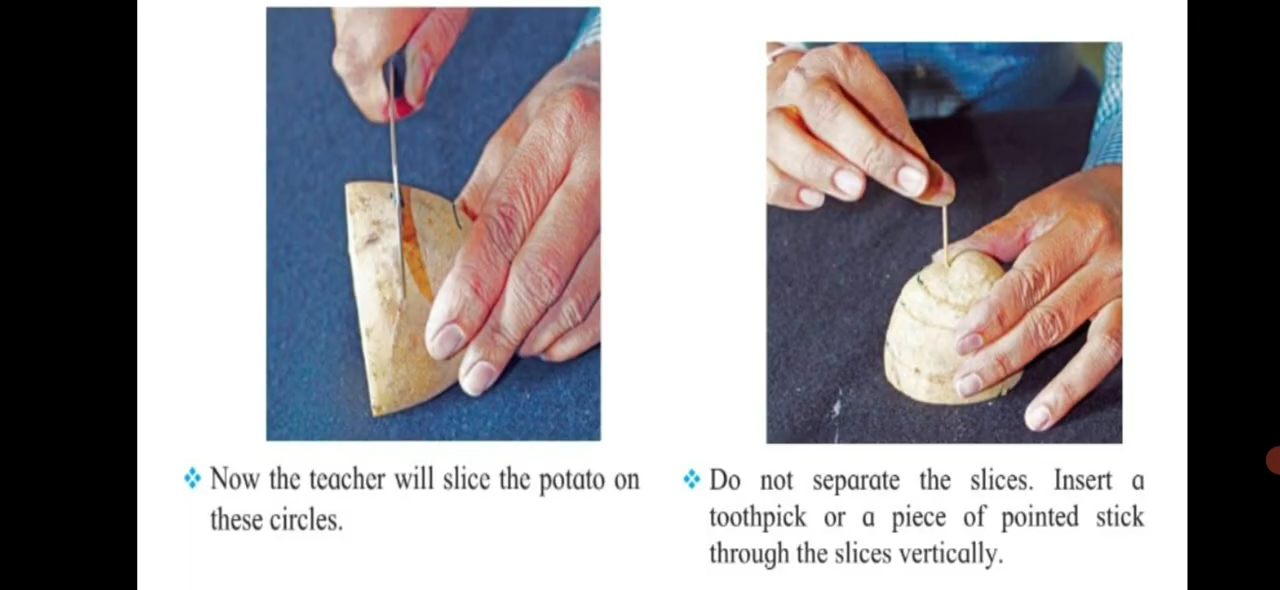 ❖ Now the teacher will slice the potato on
these circles.
❖ Do not separate the slices. Insert a
toothpick or a piece of pointed stick
through the slices vertically.